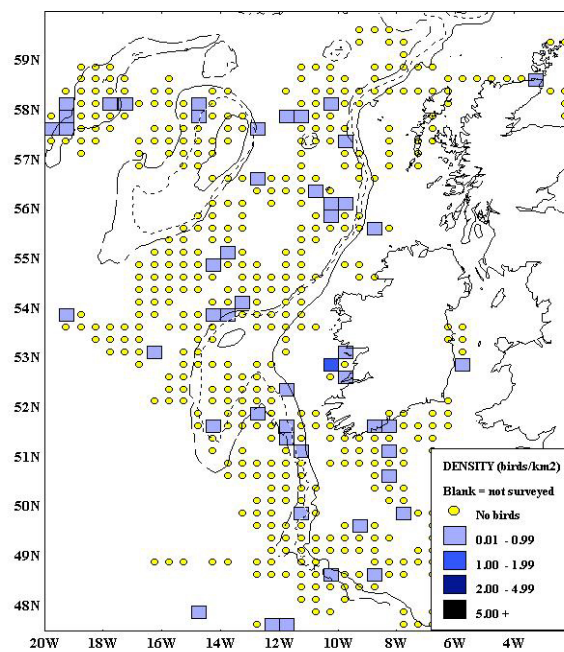 59N
58N
57N
56N
55N
54N
53N
52N
51N
50N
49N
48N
20W 18W 16W 14W 12W 10W 8W 6W 4W
DENSITY (birds/km2)
Blank = not surveyed
No birds
0.01 - 0.99
1.00 - 1.99
2.00 - 4.99
5.00 +